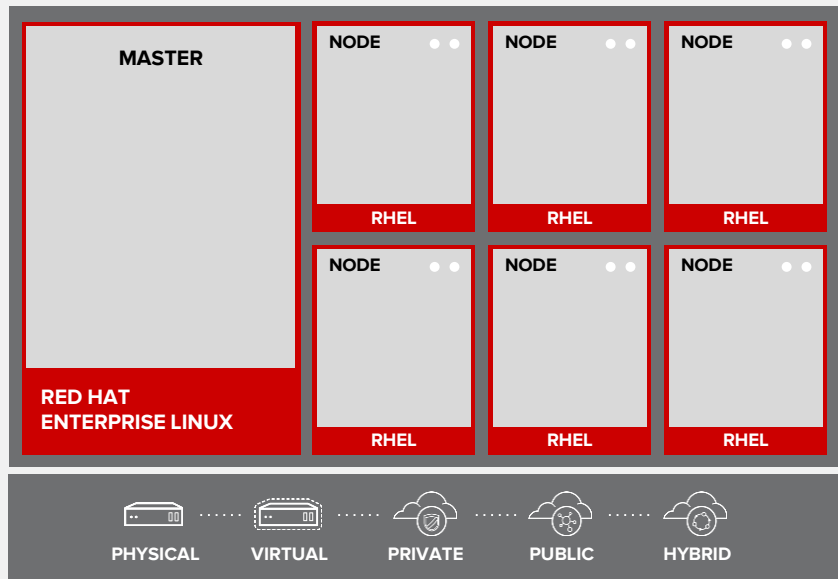 MASTER
NODE
NODE
NODE
RHEL
RHEL
RHEL
NODE
NODE
NODE
RED HAT
ENTERPRISE LINUX
RHEL
RHEL
RHEL
PHYSICAL
VIRTUAL
PRIVATE
PUBLIC
HYBRID